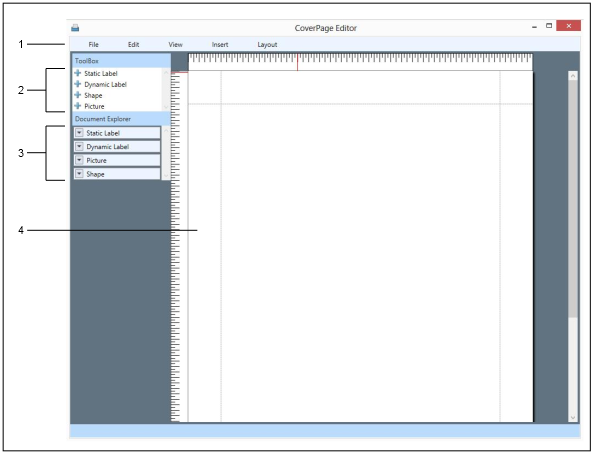 CoverPage Editor
1
File Edit View Insert Layout
ToolBox
2
Static Label
Dynamic Label
Shape
Picture
Document Explorer
3
Static Label
Dynamic Label
Picture
Shape
4